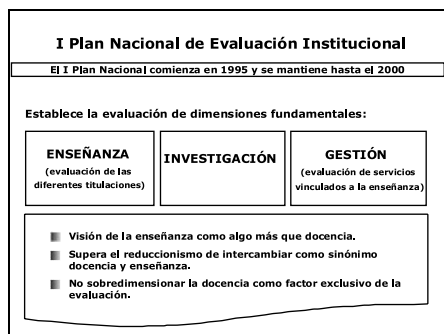 I Plan Nacional de Evaluación Institucional
El I Plan Nacional comienza en 1995 y se mantiene hasta el 2000
Establece la evaluación de dimensiones fundamentales:
ENSEÑANZA
(evaluación de las
diferentes titulaciones)
INVESTIGACIÓN
GESTIÓN
(evaluación de servicios
vinculados a la enseñanza)
Visión de la enseñanza como algo más que docencia.
Supera el reduccionismo de intercambiar como sinónimo
docencia y enseñanza.
No sobredimensionar la docencia como factor exclusivo de la
evaluación.